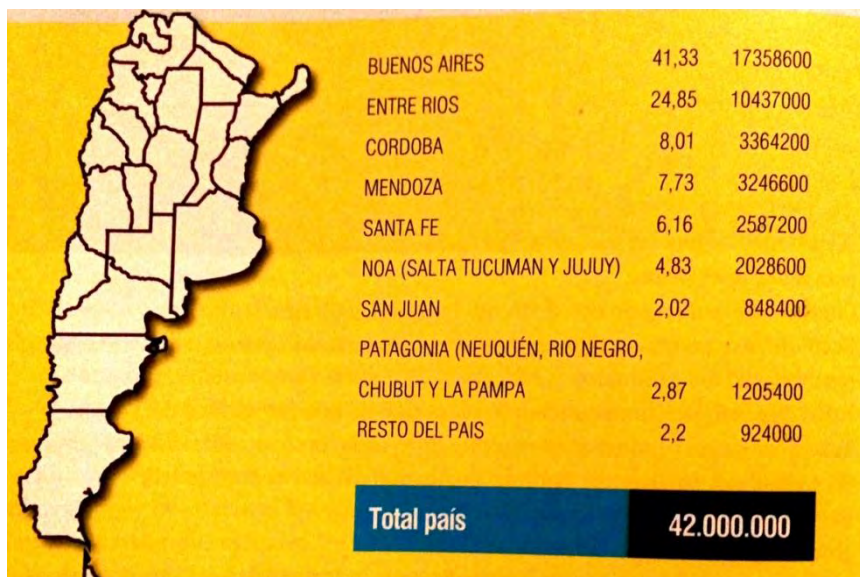 BUENOS AIRES 41,33 17358600
ENTRE RIOS 24,85 10437000
CORDOBA 8,01 3364200
MENDOZA 7,73 3246600
SANTA FE 6,16 2587200
NOA (SALTA TUCUMAN Y JUJUY) 4,83 2028600
SAN JUAN 2,02 848400
PATAGONIA (NEUQUÉN, RIO NEGRO,
CHUBUT Y LA PAMPA 2,87 1205400
RESTO DEL PAIS 2,2 924000
Total país 42.000.000